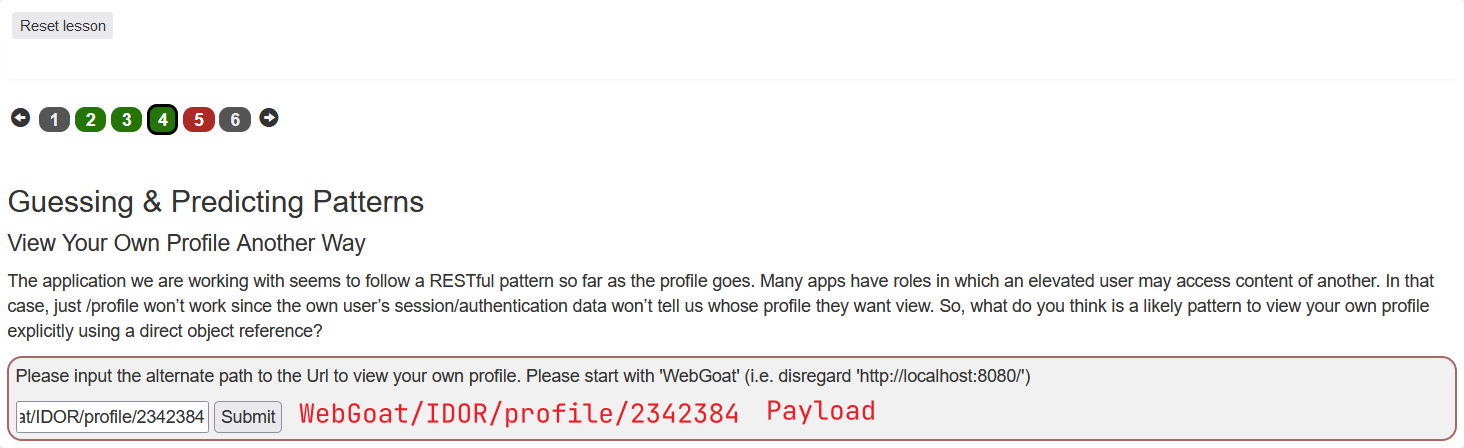 Reset lesson
1 2 3 4 5 6
Guessing & Predicting Patterns
View Your Own Profile Another Way
The application we are working with seems to follow a RESTful pattern so far as the profile goes. Many apps have roles in which an elevated user may access content of another. In that
case, just /profile won’t work since the own user’s session/authentication data won’t tell us whose profile they want view. So, what do you think is a likely pattern to view your own profile
explicitly using a direct object reference?
Please input the alternate path to the Url to view your own profile. Please start with 'WebGoat' (i.e. disregard 'http://localhost:8080/')
at/IDOR/profile/2342384 Submit WebGoat/IDOR/profile/2342384 Payload